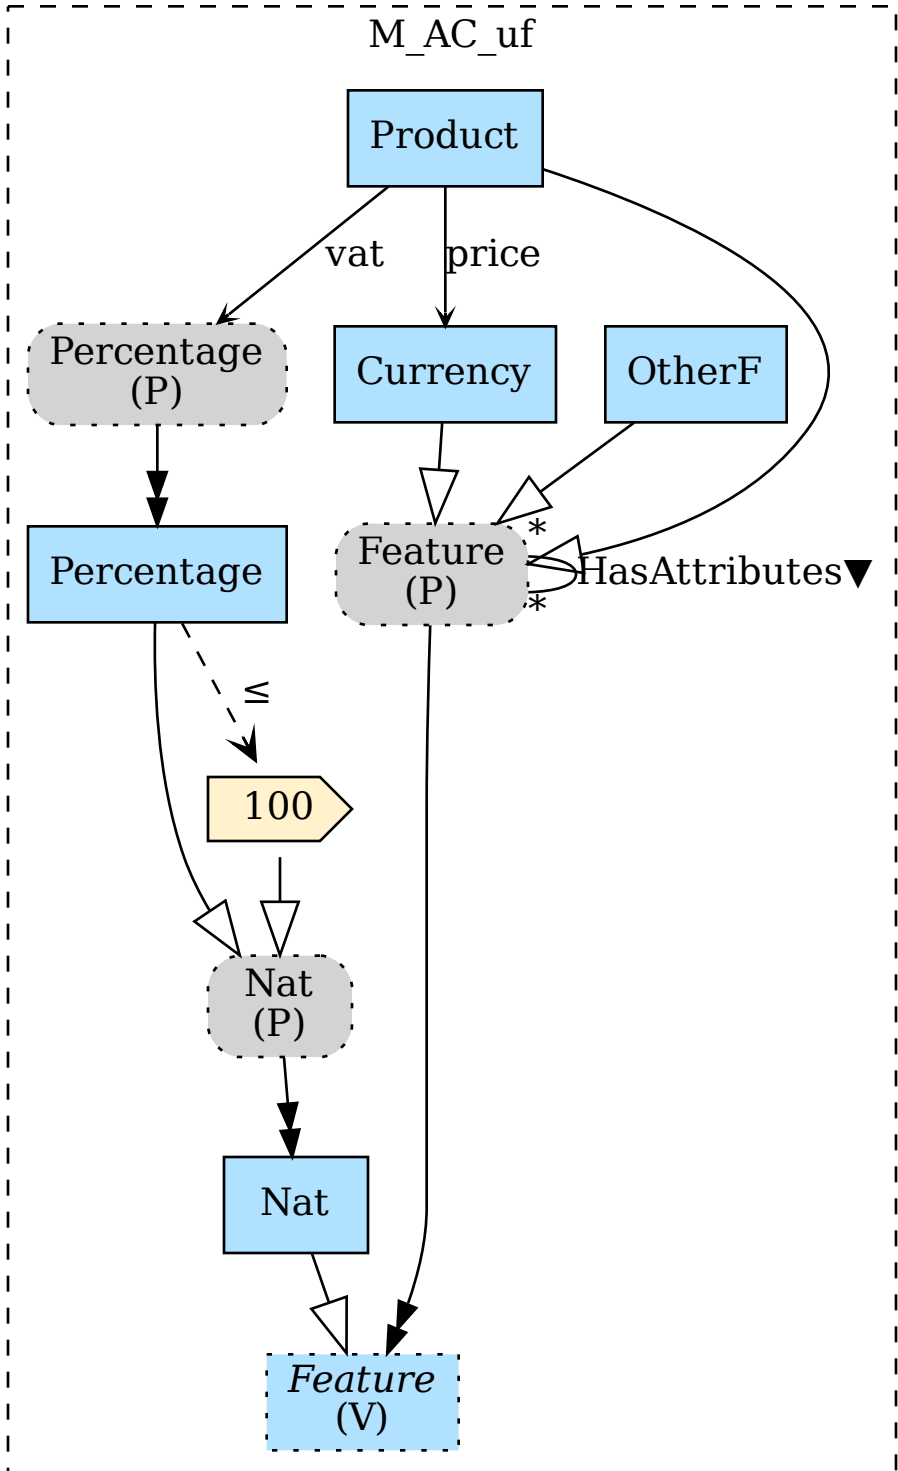 M_AC_uf
Product
vat
price
Percentage
(P)
Currency
OtherF
Percentage
Feature
(P)
*
HasAttributes▼
*
≤
100
Nat
(P)
Nat
Feature
(V)